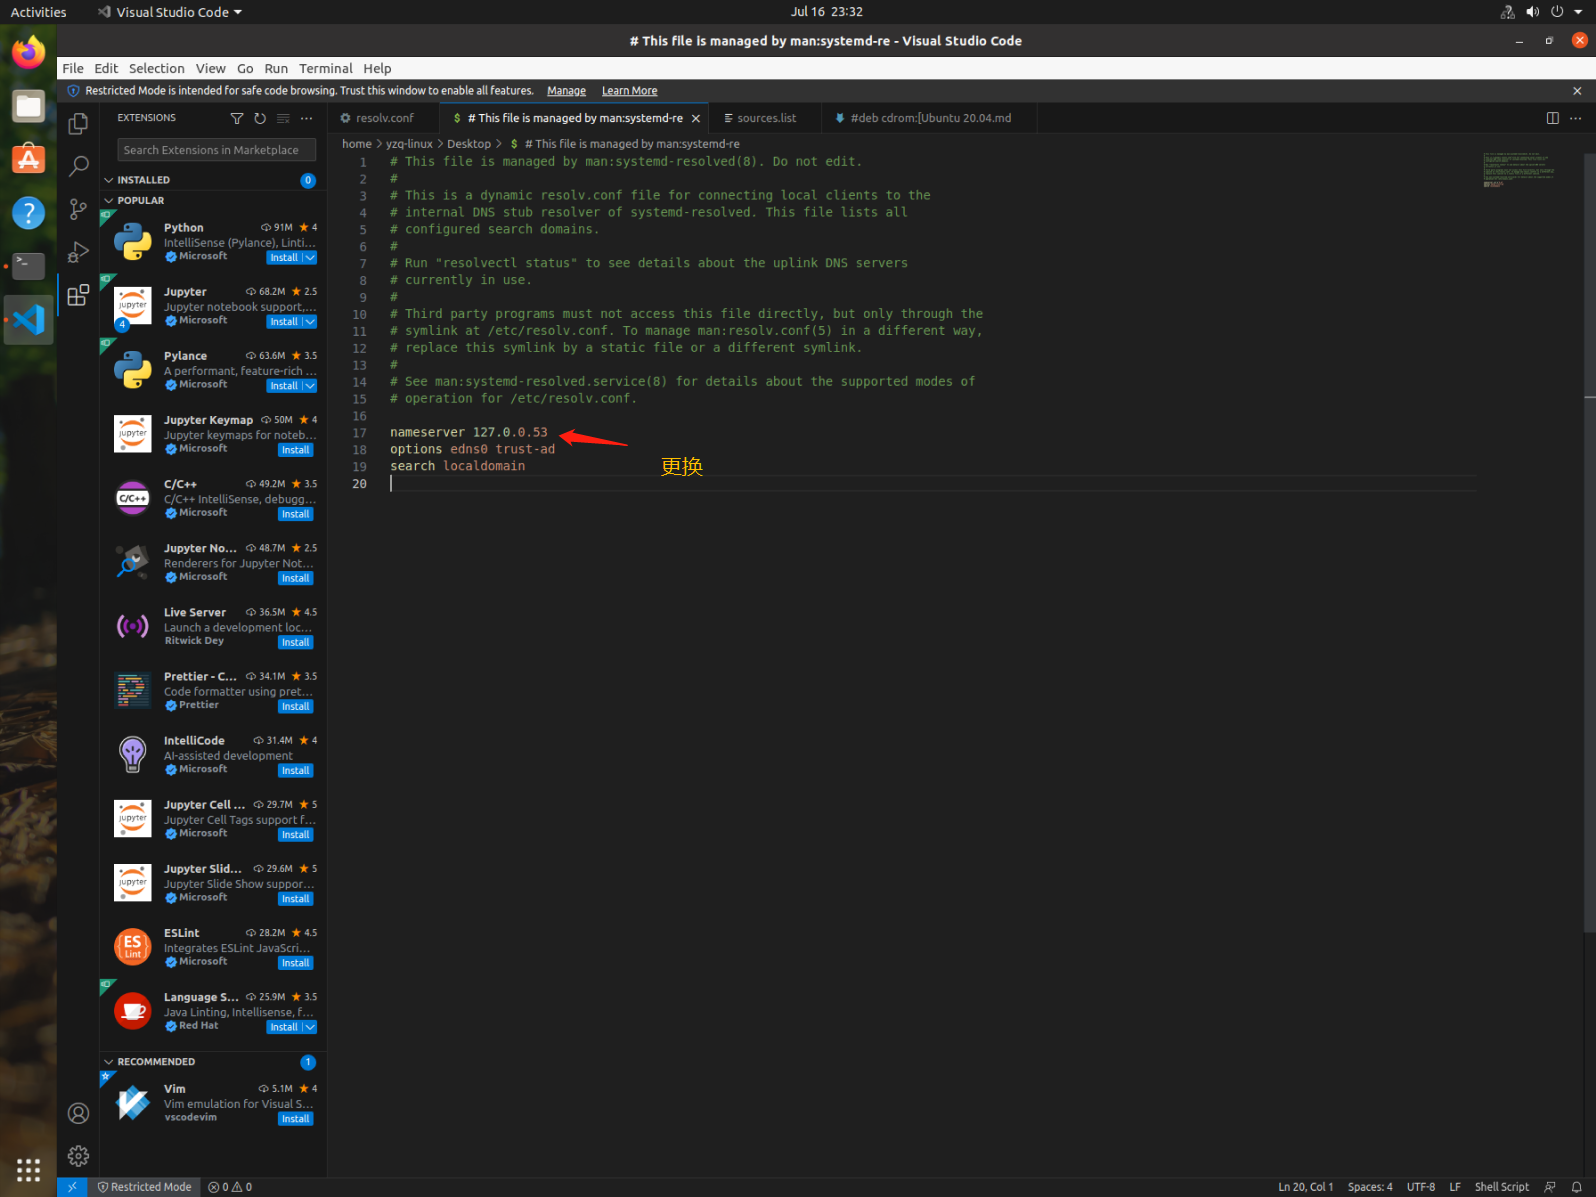 Activities
Visual Studio Code
Jul 16 23:32
# This file is managed by man:systemd-re - Visual Studio Code
File Edit Selection View Go Run Terminal Help
Restricted Mode is intended for safe code browsing. Trust this window to enable all features. Manage Learn More
EXTENSIONS
resolv.conf
$ # This file is managed by man:systemd-re
sources.list
#deb cdrom:[Ubuntu 20.04.md
Search Extensions in Marketplace
home > yzq-linux > Desktop > $ # This file is managed by man:systemd-re
INSTALLED 0
POPULAR
Python 91M 4
IntelliSense (Pylance), Linti...
Microsoft Install
Jupyter 68.2M 2.5
Jupyter notebook support,...
Microsoft Install
4
Pylance 63.6M 3.5
A performant, feature-rich ...
Microsoft Install
Jupyter Keymap 50M 4
Jupyter keymaps for noteb...
Microsoft Install
C/C++ 49.2M 3.5
C/C++ IntelliSense, debugg...
Microsoft Install
Jupyter No... 48.7M 2.5
Renderers for Jupyter Not...
Microsoft Install
Live Server 36.5M 4.5
Launch a development loc...
Ritwick Dey Install
Prettier - C... 34.1M 3.5
Code formatter using pret...
Prettier Install
IntelliCode 31.4M 4
AI-assisted development
Microsoft Install
Jupyter Cell ... 29.7M 5
Jupyter Cell Tags support f...
Microsoft Install
Jupyter Slid... 29.6M 5
Jupyter Slide Show suppor...
Microsoft Install
ESLint 28.2M 4.5
Integrates ESLint JavaScri...
Microsoft Install
Language S... 25.9M 3.5
Java Linting, Intellisense, f...
Red Hat Install
RECOMMENDED 1
Vim 5.1M 4
Vim emulation for Visual S...
vscodevim Install
1 # This file is managed by man:systemd-resolved(8). Do not edit.
2 #
3 # This is a dynamic resolv.conf file for connecting local clients to the
4 # internal DNS stub resolver of systemd-resolved. This file lists all
5 # configured search domains.
6 #
7 # Run "resolvectl status" to see details about the uplink DNS servers
8 # currently in use.
9 #
10 # Third party programs must not access this file directly, but only through the
11 # symlink at /etc/resolv.conf. To manage man:resolv.conf(5) in a different way,
12 # replace this symlink by a static file or a different symlink.
13 #
14 # See man:systemd-resolved.service(8) for details about the supported modes of
15 # operation for /etc/resolv.conf.
16
17 nameserver 127.0.0.53
18 options edns0 trust-ad
19 search localdomain
更换
20
Restricted Mode 0 0
Ln 20, Col 1 Spaces: 4 UTF-8 LF Shell Script